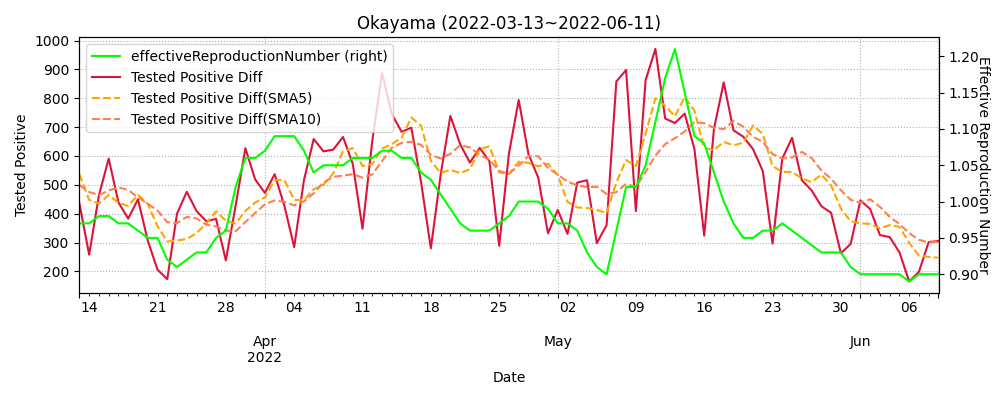 Okayama (2022-03-13~2022-06-11)
effectiveReproductionNumber (right)
Tested Positive Diff
Tested Positive Diff(SMA5)
Tested Positive Diff(SMA10)
1000
900
800
700
600
500
400
300
200
Tested Positive
1.20
1.15
1.10
1.05
1.00
0.95
0.90
Effective Reproduction Number
14 21 28 04 11 18 25 02 09 16 23 30 06
Apr May Jun
2022
Date